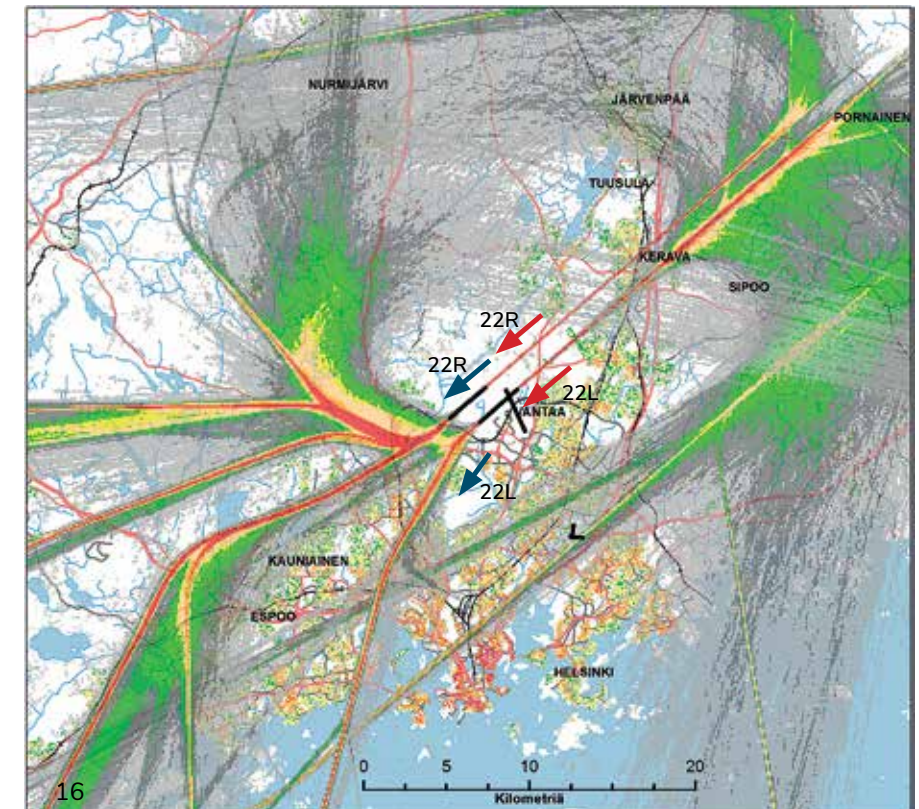 NURMIJÄRVI
JÄRVENPÄÄ
PORNAINEN
TUUSULA
KERAVA
SIPOO
22R
22R
22L
VANTAA
22L
KAUNIAINEN
ESPOO
HELSINKI
0 5 10 20
Kilometriä
16